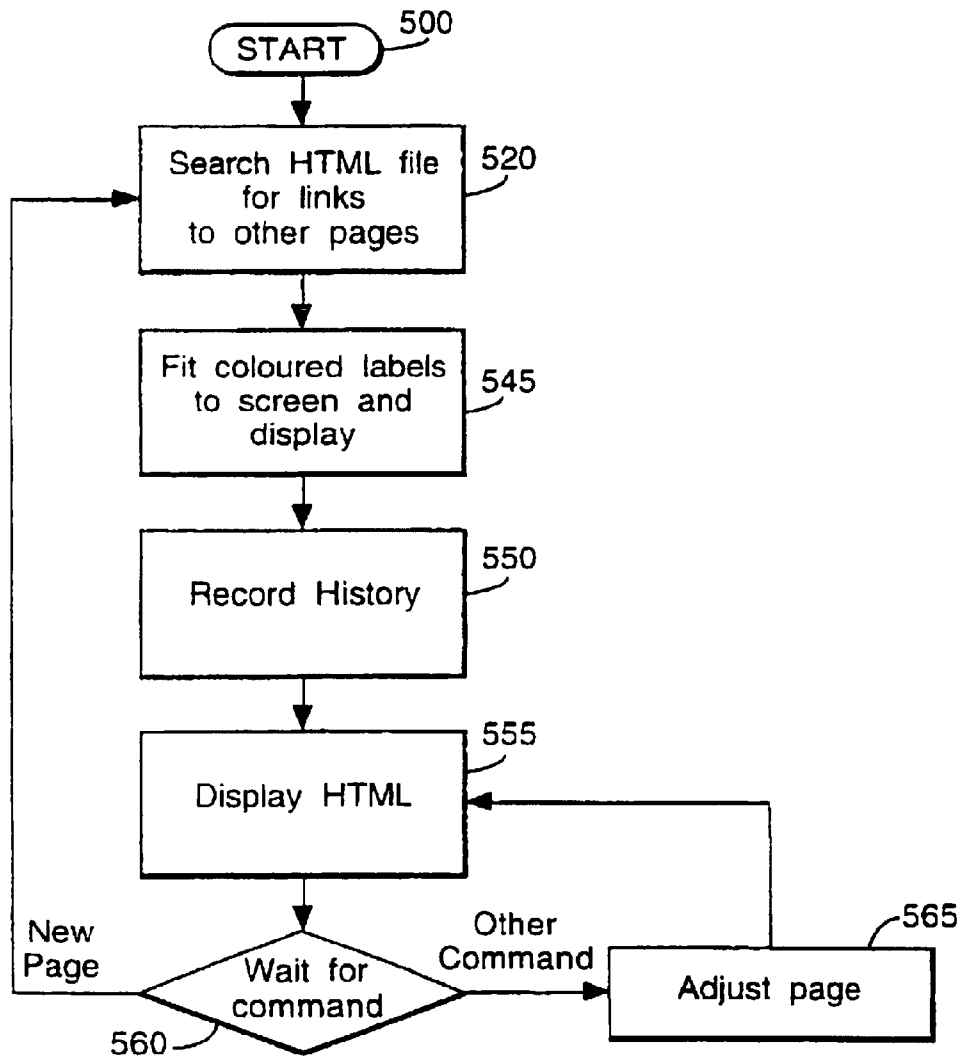 START
500
Search HTML file
for links
to other pages
520
Fit coloured labels
to screen and
display
545
Record History
550
Display HTML
555
New
Page
Wait for
command
560
Other
Command
Adjust page
565